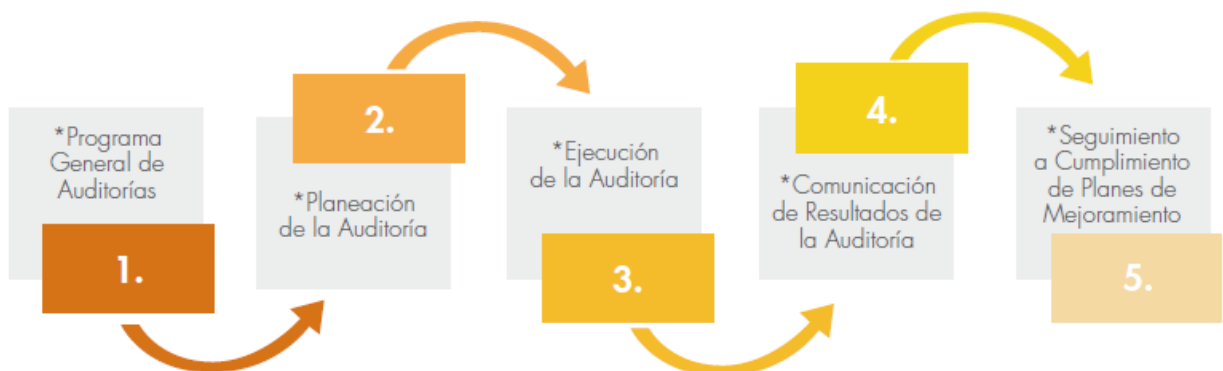 *Programa
General de
Auditorías
1.
2.
*Planeación
de la Auditoría
*Ejecución
de la Auditoría
3.
4.
*Comunicación
de Resultados de
la Auditoría
*Seguimiento
a Cumplimiento
de Planes de
Mejoramiento
5.